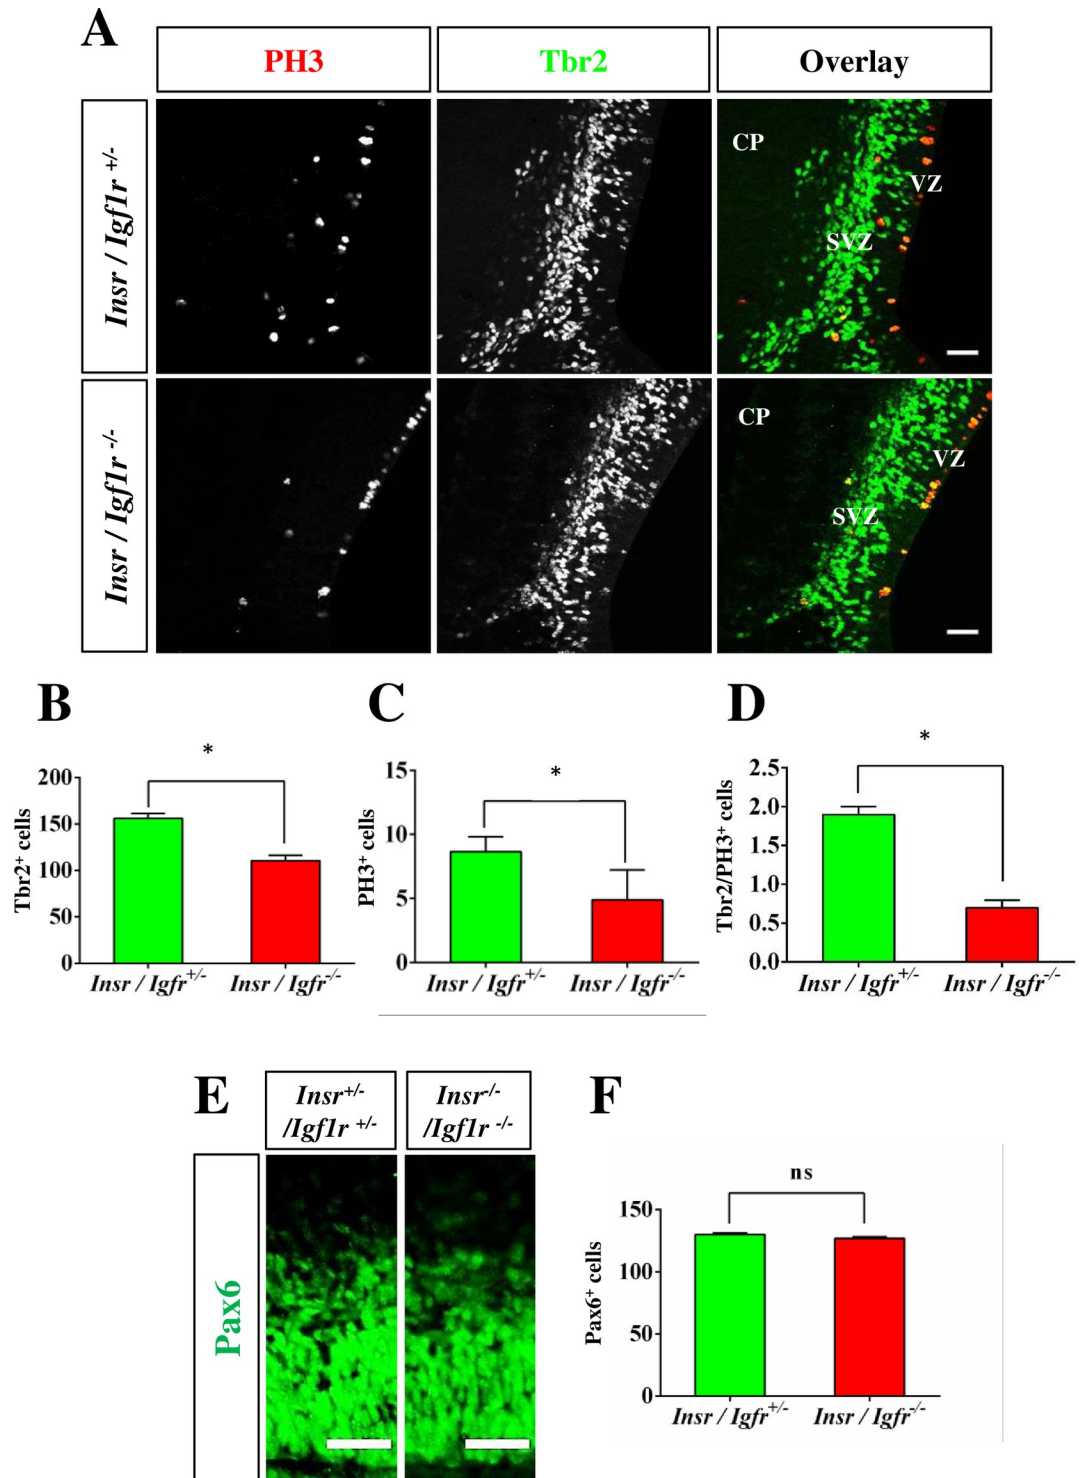 A
PH3
Tbr2
Overlay
Insr / Igf1r +/-
CP
VZ
SVZ
Insr / Igf1r -/-
CP
VZ
SVZ
B
*
Tbr2+ cells
200
150
100
50
0
Insr / Igfr+/-
Insr / Igfr-/-
C
*
PH3+ cells
15
10
5
0
Insr / Igfr+/-
Insr / Igfr-/-
D
*
Tbr2/PH3+ cells
2.5
2.0
1.5
1.0
0.5
0.0
Insr / Igfr+/-
Insr / Igfr-/-
E
Insr+/-
/Igf1r +/-
Insr-/-
/Igf1r -/-
Pax6
F
ns
Pax6+ cells
150
100
50
0
Insr / Igfr+/-
Insr / Igfr-/-